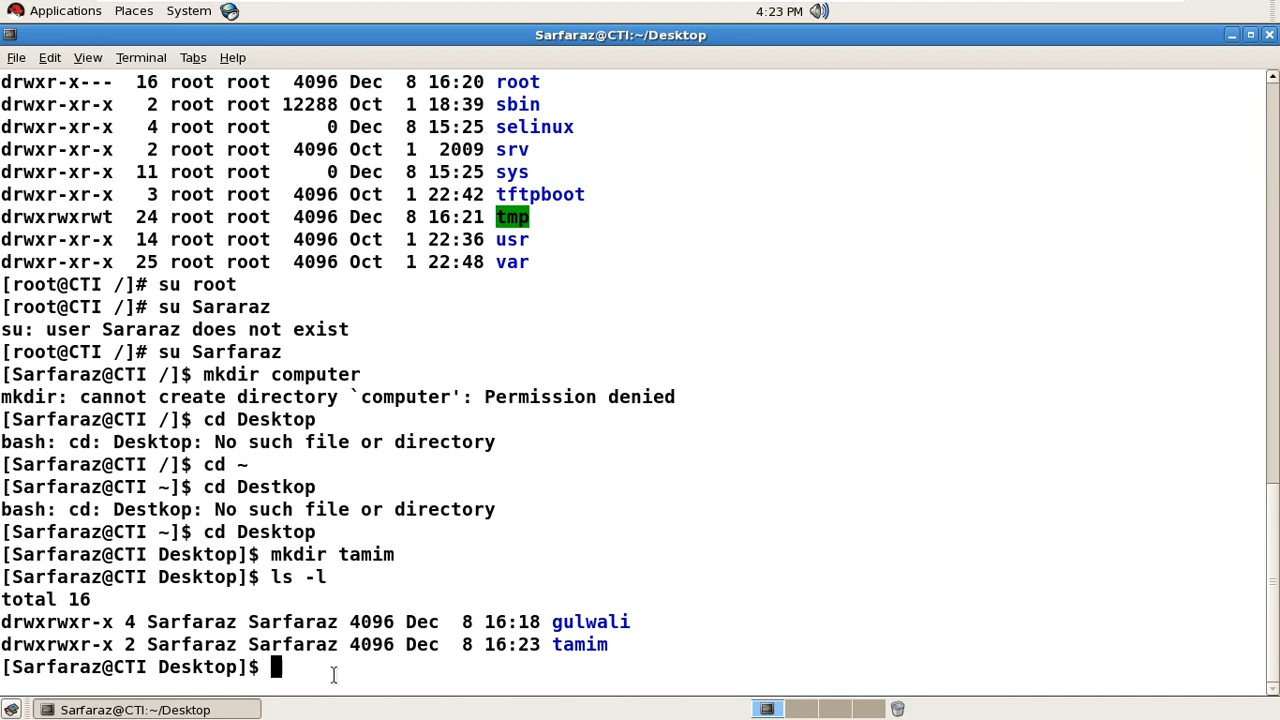 Applications Places System 4:23 PM
Sarfaraz@CTI:~/Desktop
File Edit View Terminal Tabs Help
drwxr-x---  16 root root  4096 Dec  8 16:20 root
drwxr-xr-x   2 root root 12288 Oct  1 18:39 sbin
drwxr-xr-x   4 root root     0 Dec  8 15:25 selinux
drwxr-xr-x   2 root root  4096 Oct  1  2009 srv
drwxr-xr-x  11 root root     0 Dec  8 15:25 sys
drwxr-xr-x   3 root root  4096 Oct  1 22:42 tftpboot
drwxrwxrwt  24 root root  4096 Dec  8 16:21 tmp
drwxr-xr-x  14 root root  4096 Oct  1 22:36 usr
drwxr-xr-x  25 root root  4096 Oct  1 22:48 var
[root@CTI /]# su root
[root@CTI /]# su Sararaz
su: user Sararaz does not exist
[root@CTI /]# su Sarfaraz
[Sarfaraz@CTI /]$ mkdir computer
mkdir: cannot create directory `computer': Permission denied
[Sarfaraz@CTI /]$ cd Desktop
bash: cd: Desktop: No such file or directory
[Sarfaraz@CTI /]$ cd ~
[Sarfaraz@CTI ~]$ cd Destkop
bash: cd: Destkop: No such file or directory
[Sarfaraz@CTI ~]$ cd Desktop
[Sarfaraz@CTI Desktop]$ mkdir tamim
[Sarfaraz@CTI Desktop]$ ls -l
total 16
drwxrwxr-x 4 Sarfaraz Sarfaraz 4096 Dec  8 16:18 gulwali
drwxrwxr-x 2 Sarfaraz Sarfaraz 4096 Dec  8 16:23 tamim
[Sarfaraz@CTI Desktop]$
Sarfaraz@CTI:~/Desktop